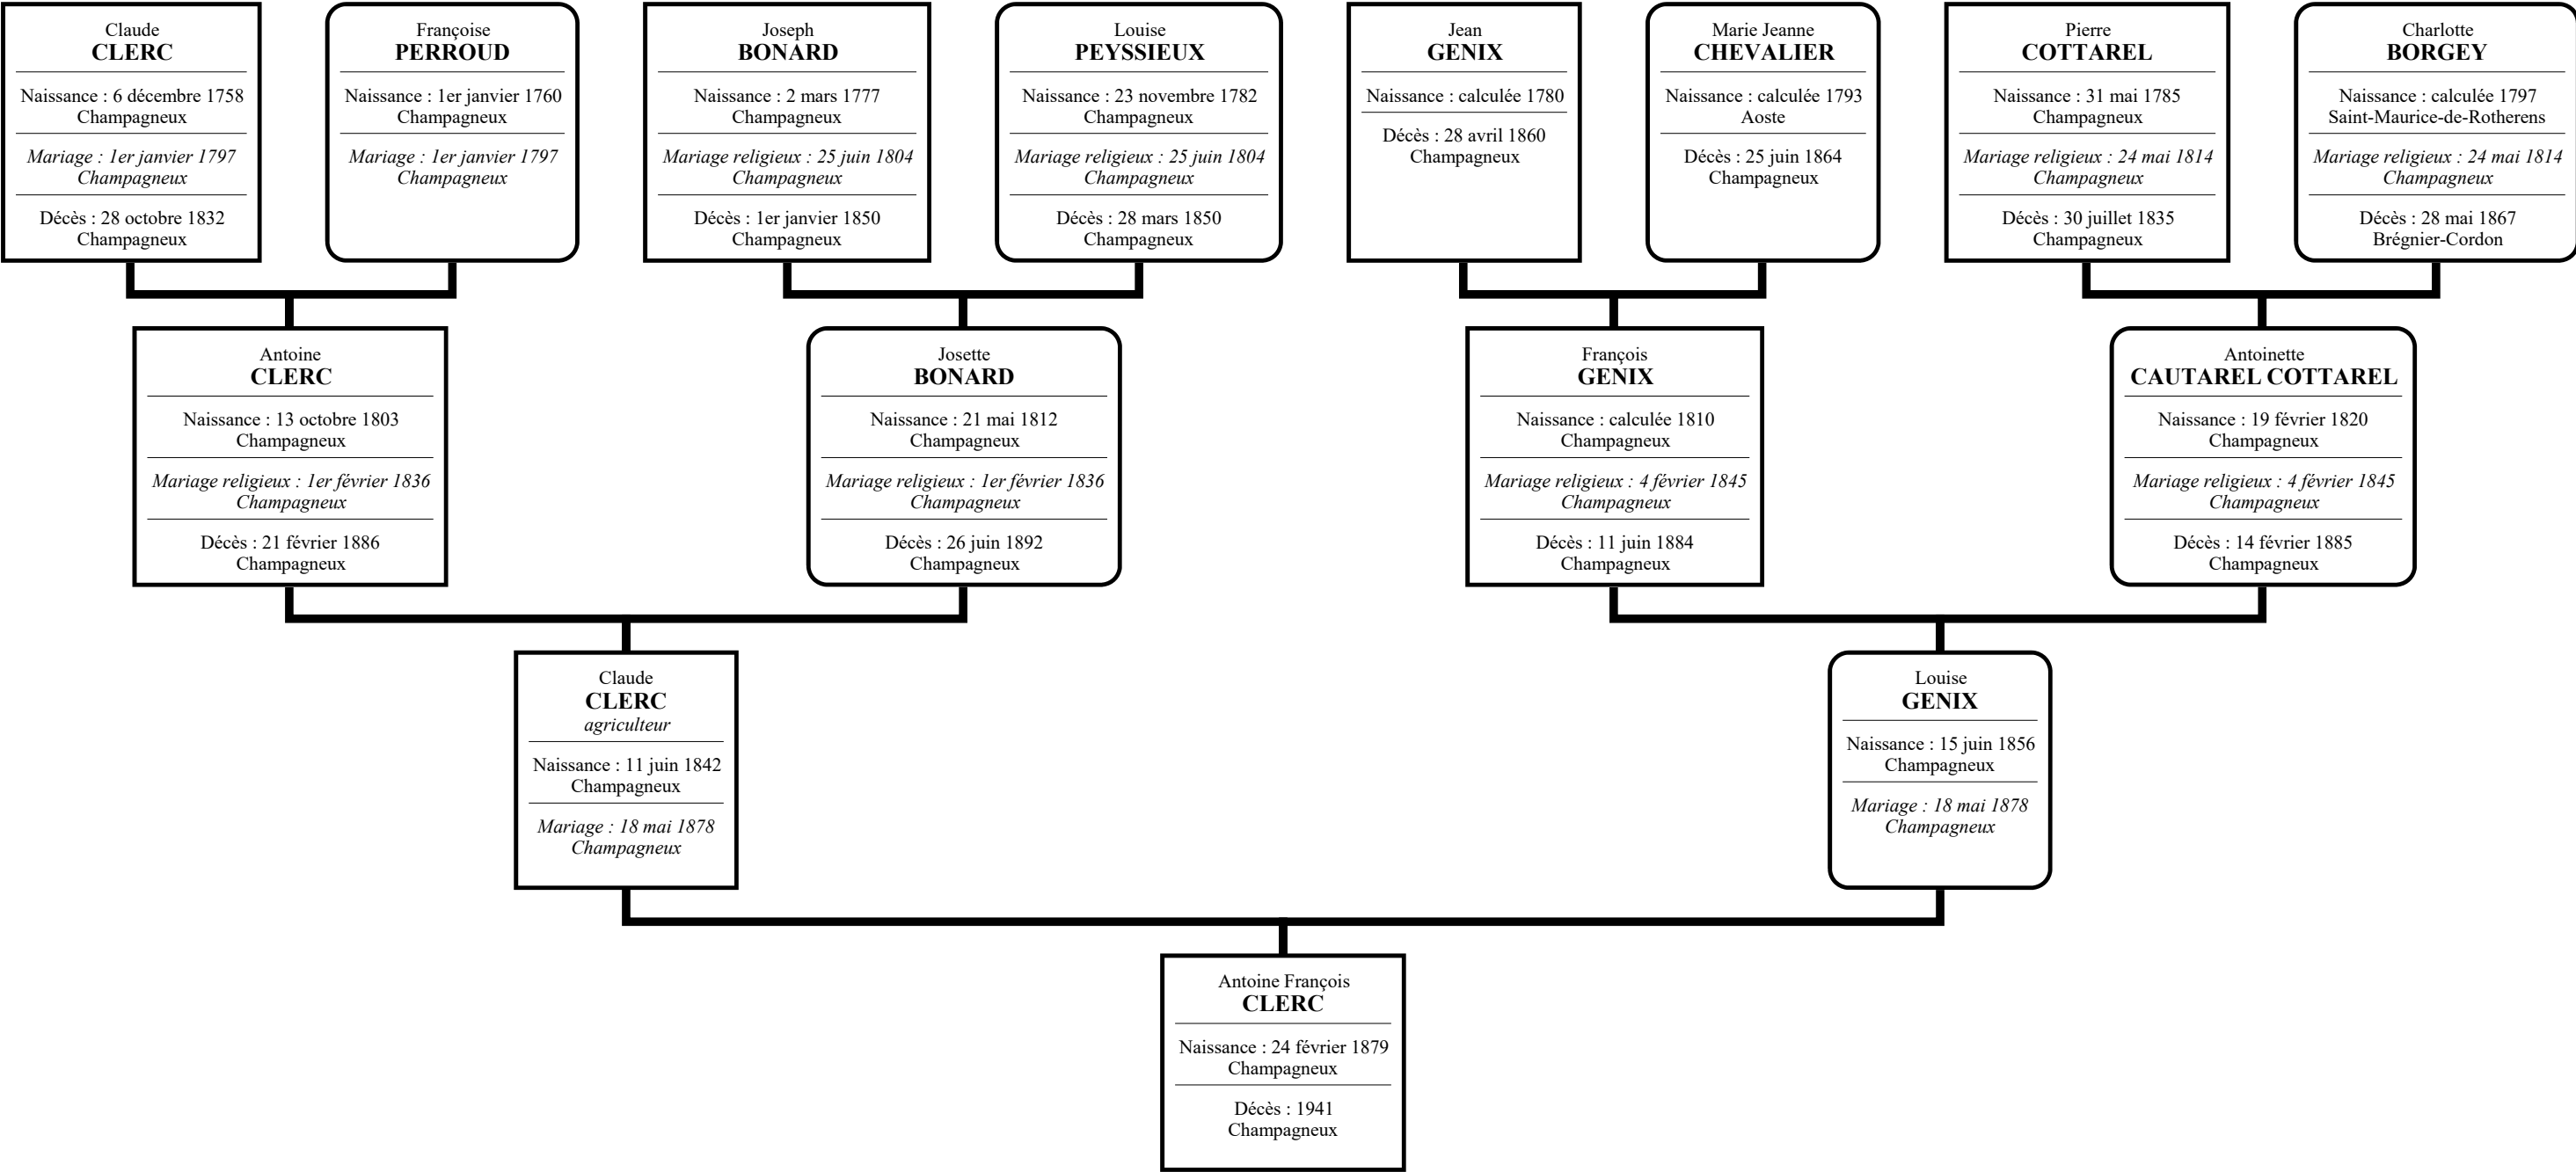 Claude
CLERC
Naissance : 6 décembre 1758
Champagneux
Mariage : 1er janvier 1797
Champagneux
Décès : 28 octobre 1832
Champagneux
Françoise
PERROUD
Naissance : 1er janvier 1760
Champagneux
Mariage : 1er janvier 1797
Champagneux
Joseph
BONARD
Naissance : 2 mars 1777
Champagneux
Mariage religieux : 25 juin 1804
Champagneux
Décès : 1er janvier 1850
Champagneux
Louise
PEYSSIEUX
Naissance : 23 novembre 1782
Champagneux
Mariage religieux : 25 juin 1804
Champagneux
Décès : 28 mars 1850
Champagneux
Jean
GENIX
Naissance : calculée 1780
Décès : 28 avril 1860
Champagneux
Marie Jeanne
CHEVALIER
Naissance : calculée 1793
Aoste
Décès : 25 juin 1864
Champagneux
Pierre
COTTAREL
Naissance : 31 mai 1785
Champagneux
Mariage religieux : 24 mai 1814
Champagneux
Décès : 30 juillet 1835
Champagneux
Charlotte
BORGEY
Naissance : calculée 1797
Saint-Maurice-de-Rotherens
Mariage religieux : 24 mai 1814
Champagneux
Décès : 28 mai 1867
Brégnier-Cordon
Antoine
CLERC
Naissance : 13 octobre 1803
Champagneux
Mariage religieux : 1er février 1836
Champagneux
Décès : 21 février 1886
Champagneux
Josette
BONARD
Naissance : 21 mai 1812
Champagneux
Mariage religieux : 1er février 1836
Champagneux
Décès : 26 juin 1892
Champagneux
François
GENIX
Naissance : calculée 1810
Champagneux
Mariage religieux : 4 février 1845
Champagneux
Décès : 11 juin 1884
Champagneux
Antoinette
CAUTAREL COTTAREL
Naissance : 19 février 1820
Champagneux
Mariage religieux : 4 février 1845
Champagneux
Décès : 14 février 1885
Champagneux
Claude
CLERC
agriculteur
Naissance : 11 juin 1842
Champagneux
Mariage : 18 mai 1878
Champagneux
Louise
GENIX
Naissance : 15 juin 1856
Champagneux
Mariage : 18 mai 1878
Champagneux
Antoine François
CLERC
Naissance : 24 février 1879
Champagneux
Décès : 1941
Champagneux